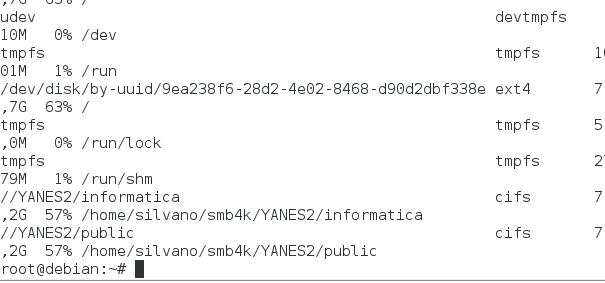 ,7G 63% /
udev devtmpfs
10M 0% /dev
tmpfs tmpfs 10
01M 1% /run
/dev/disk/by-uuid/9ea238f6-28d2-4e02-8468-d90d2dbf338e ext4 7
,7G 63% /
tmpfs tmpfs 5
,0M 0% /run/lock
tmpfs tmpfs 27
79M 1% /run/shm
//YANES2/informatica cifs 7
,2G 57% /home/silvano/smb4k/YANES2/informatica
//YANES2/public cifs 7
,2G 57% /home/silvano/smb4k/YANES2/public
root@debian:~#